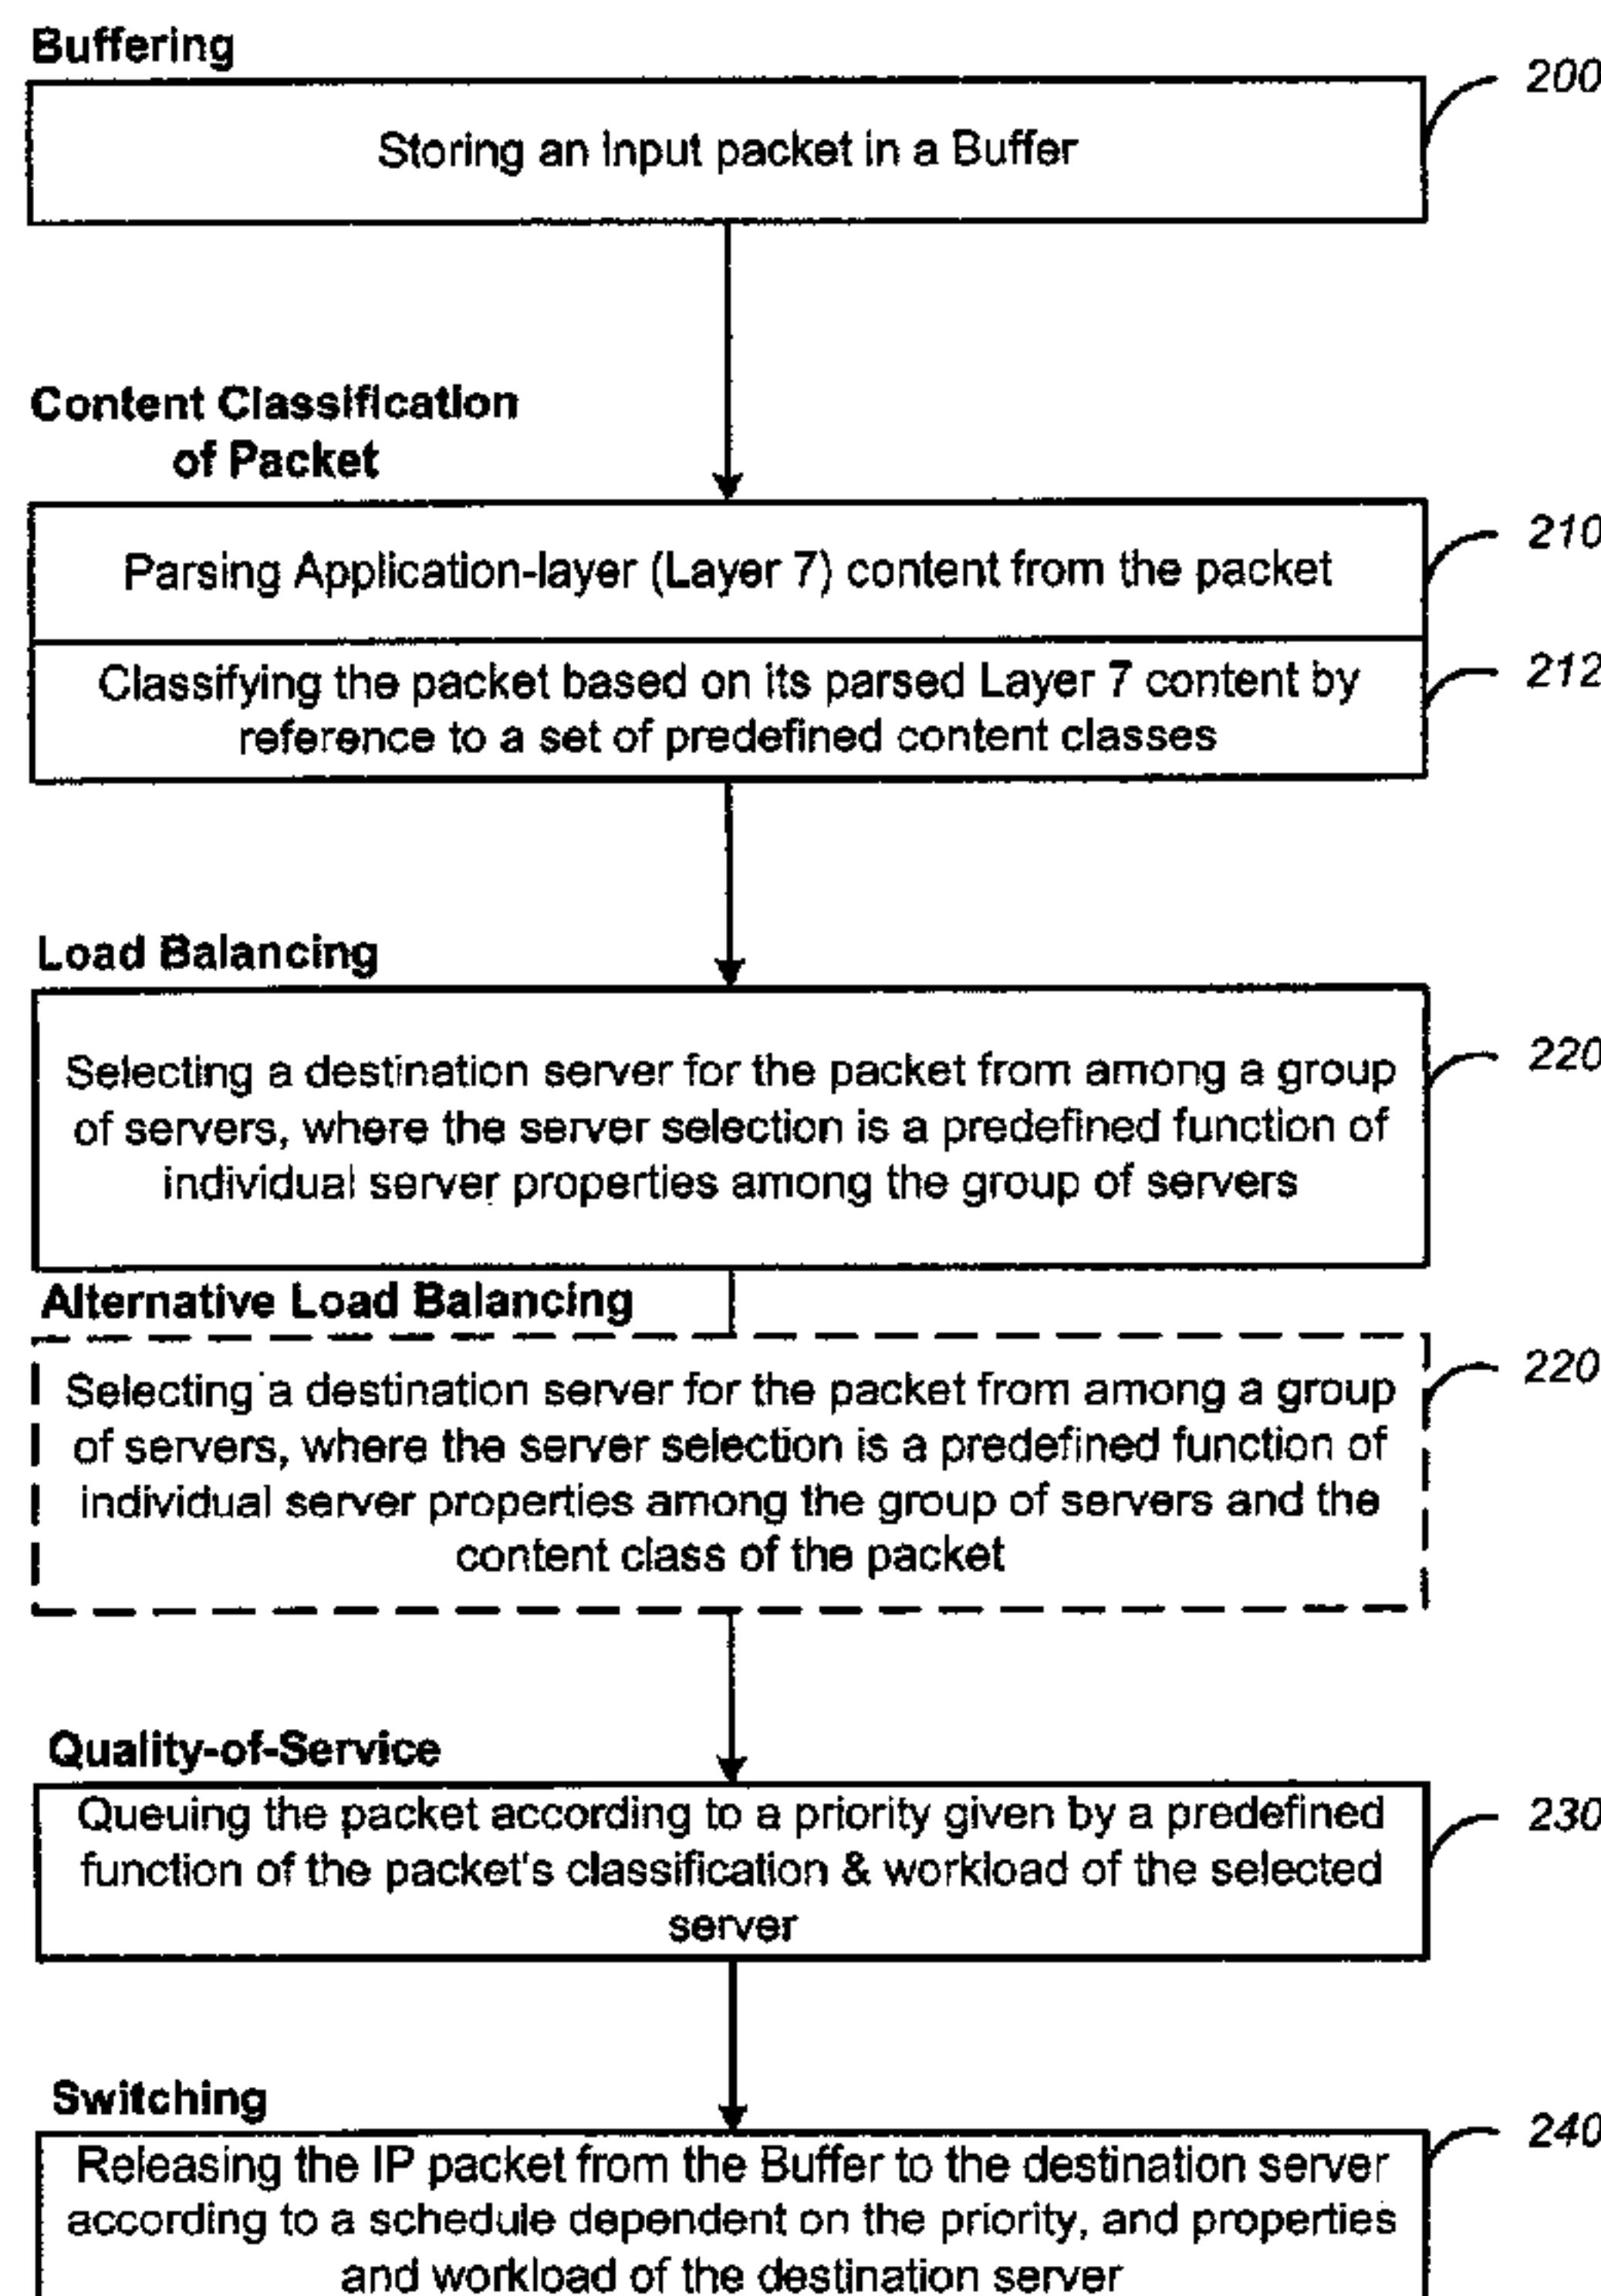 Buffering
200
Storing an Input packet in a Buffer
Content Classification
of Packet
210
Parsing Application-layer (Layer 7) content from the packet
212
Classifying the packet based on its parsed Layer 7 content by
reference to a set of predefined content classes
Load Balancing
220
Selecting a destination server for the packet from among a group
of servers, where the server selection is a predefined function of
individual server properties among the group of servers
Alternative Load Balancing
220
Selecting a destination server for the packet from among a group
of servers, where the server selection is a predefined function of
individual server properties among the group of servers and the
content class of the packet
Quality-of-Service
230
Queuing the packet according to a priority given by a predefined
function of the packet's classification & workload of the selected
server
Switching
240
Releasing the IP packet from the Buffer to the destination server
according to a schedule dependent on the priority, and properties
and workload of the destination server